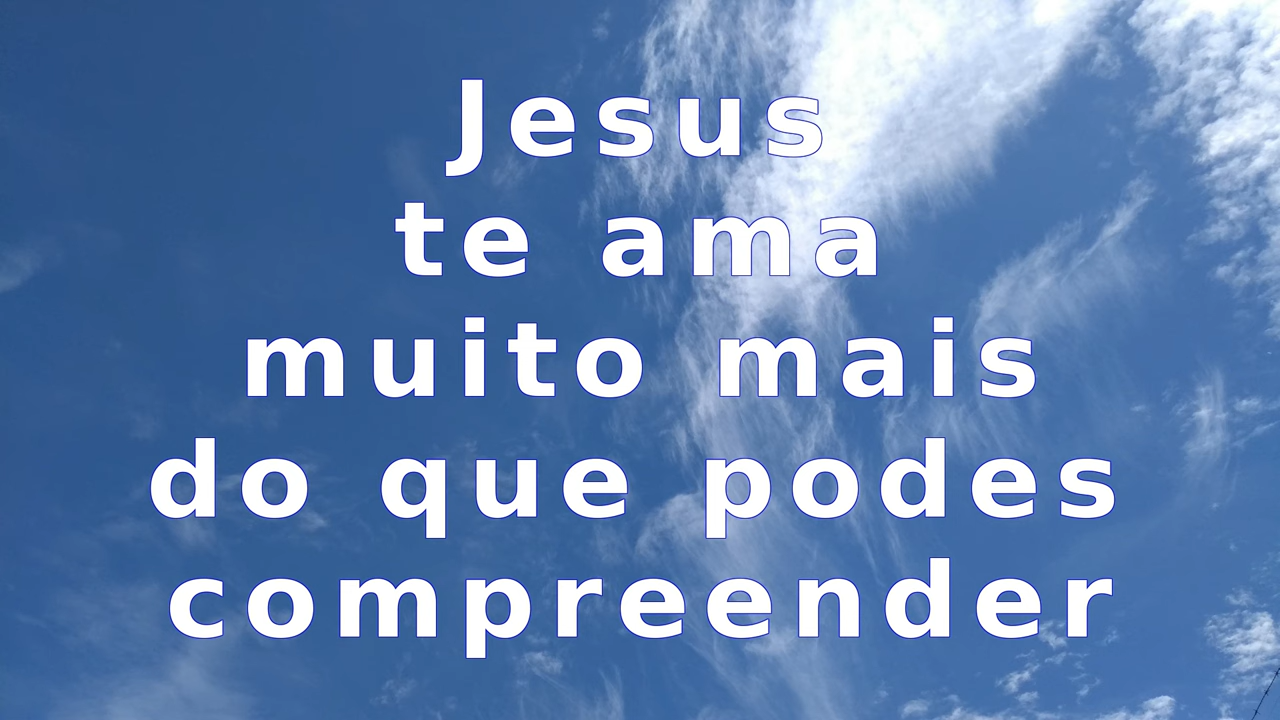 Jesus
te ama
muito mais
do que podes
compreender